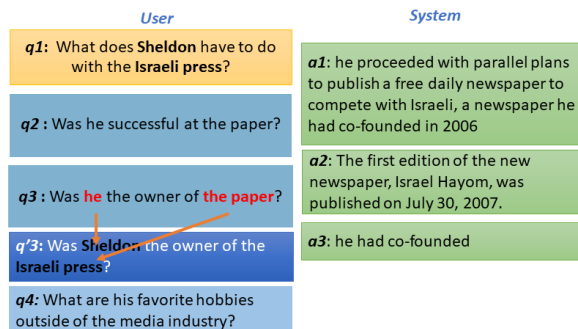 User
q1: What does Sheldon have to do
with the Israeli press?
q2 : Was he successful at the paper?
q3 : Was he the owner of the paper?
q'3: Was Sheldon the owner of the
Israeli press?
q4: What are his favorite hobbies
outside of the media industry?
System
a1: he proceeded with parallel plans
to publish a free daily newspaper to
compete with Israeli, a newspaper he
had co-founded in 2006
a2: The first edition of the new
newspaper, Israel Hayom, was
published on July 30, 2007.
a3: he had co-founded